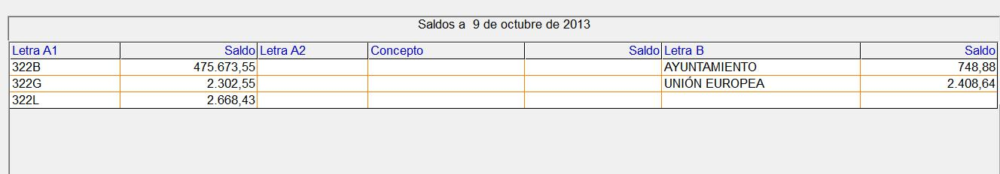 Saldos a  9 de octubre de 2013
Letra A1 Saldo Letra A2 Concepto Saldo Letra B Saldo
322B 475.673,55 AYUNTAMIENTO 748,88
322G 2.302,55 UNIÓN EUROPEA 2.408,64
322L 2.668,43